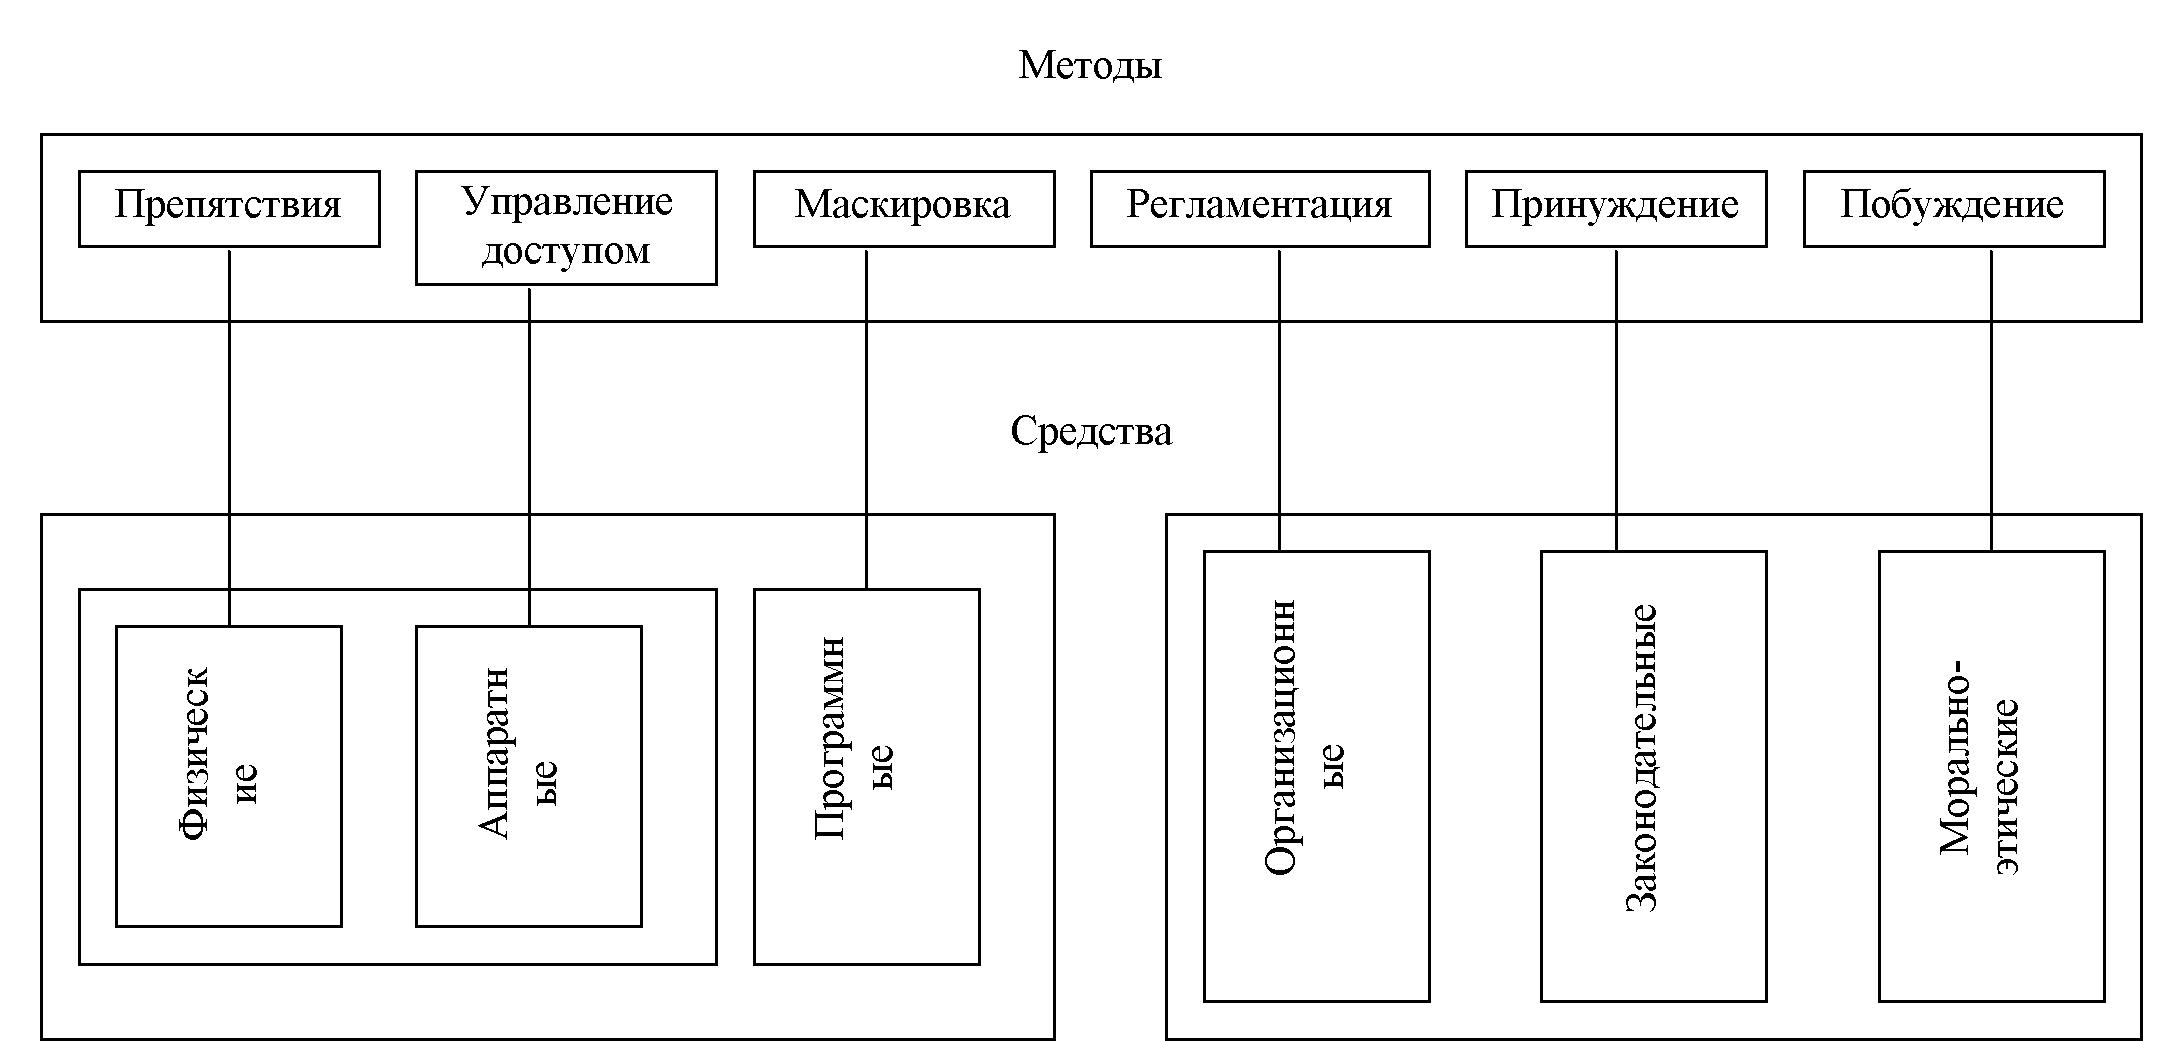 Методы
Препятствия
Управление
доступом
Маскировка
Регламентация
Принуждение
Побуждение
Средства
Физическ
ие
Аппаратн
ые
Программн
ые
Организационн
ые
Законодательные
Морально-
этические